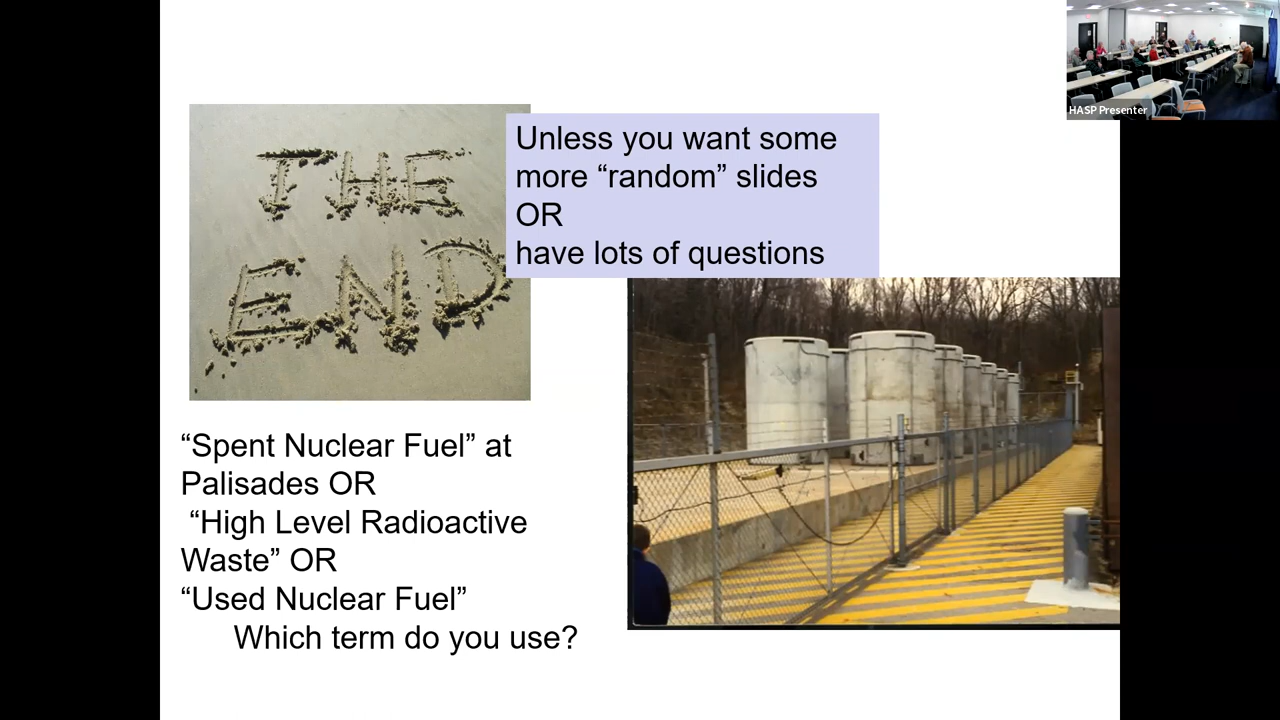 THE
END
Unless you want some
more “random” slides
OR
have lots of questions
HASP Presenter
“Spent Nuclear Fuel” at
Palisades OR
“High Level Radioactive
Waste” OR
“Used Nuclear Fuel”
Which term do you use?